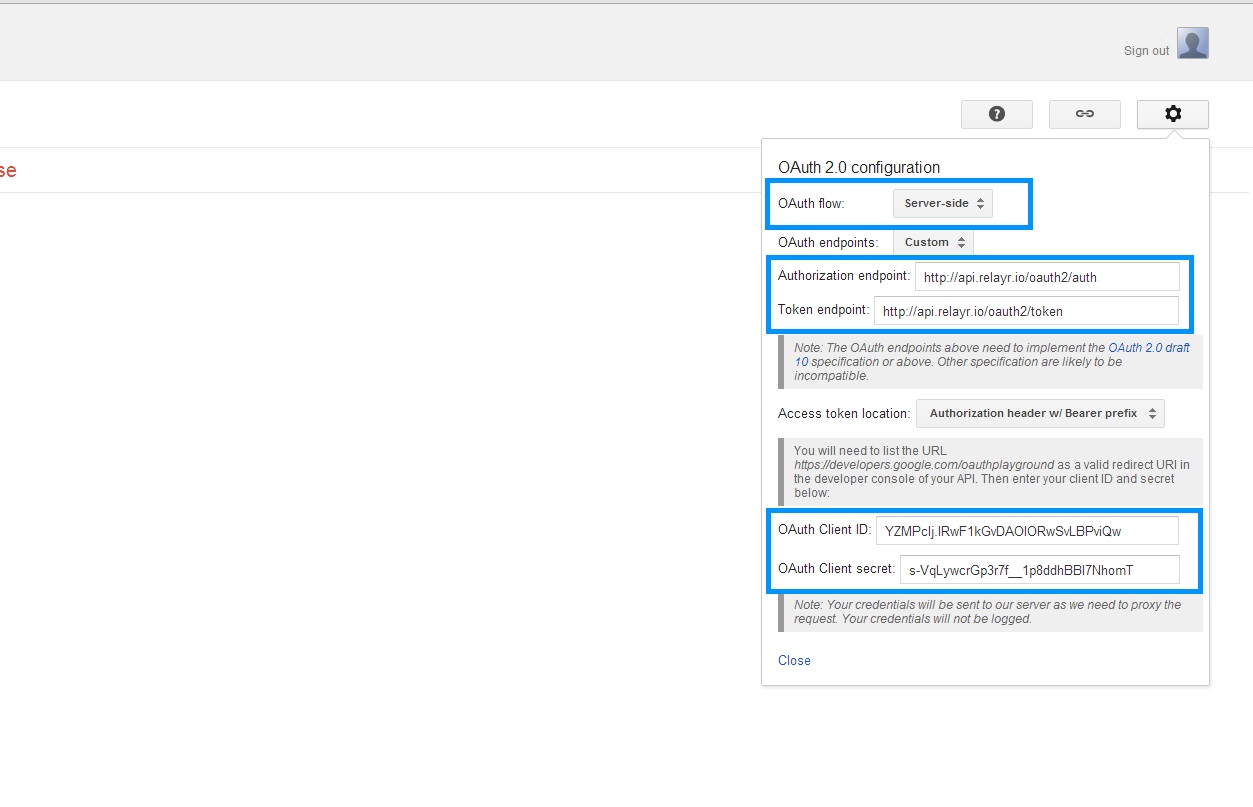 Sign out
se
OAuth 2.0 configuration
OAuth flow: Server-side
OAuth endpoints: Custom
Authorization endpoint: http://api.relayr.io/oauth2/auth
Token endpoint: http://api.relayr.io/oauth2/token
Note: The OAuth endpoints above need to implement the OAuth 2.0 draft
10 specification or above. Other specification are likely to be
incompatible.
Access token location: Authorization header w/ Bearer prefix
You will need to list the URL
https://developers.google.com/oauthplayground as a valid redirect URI in
the developer console of your API. Then enter your client ID and secret
below:
OAuth Client ID: YZMPclj.IRwF1kGvDAOIORwSvLBPviQw
OAuth Client secret: s-VqLywcrGp3r7f__1p8ddhBBl7NhomT
Note: Your credentials will be sent to our server as we need to proxy the
request. Your credentials will not be logged.
Close